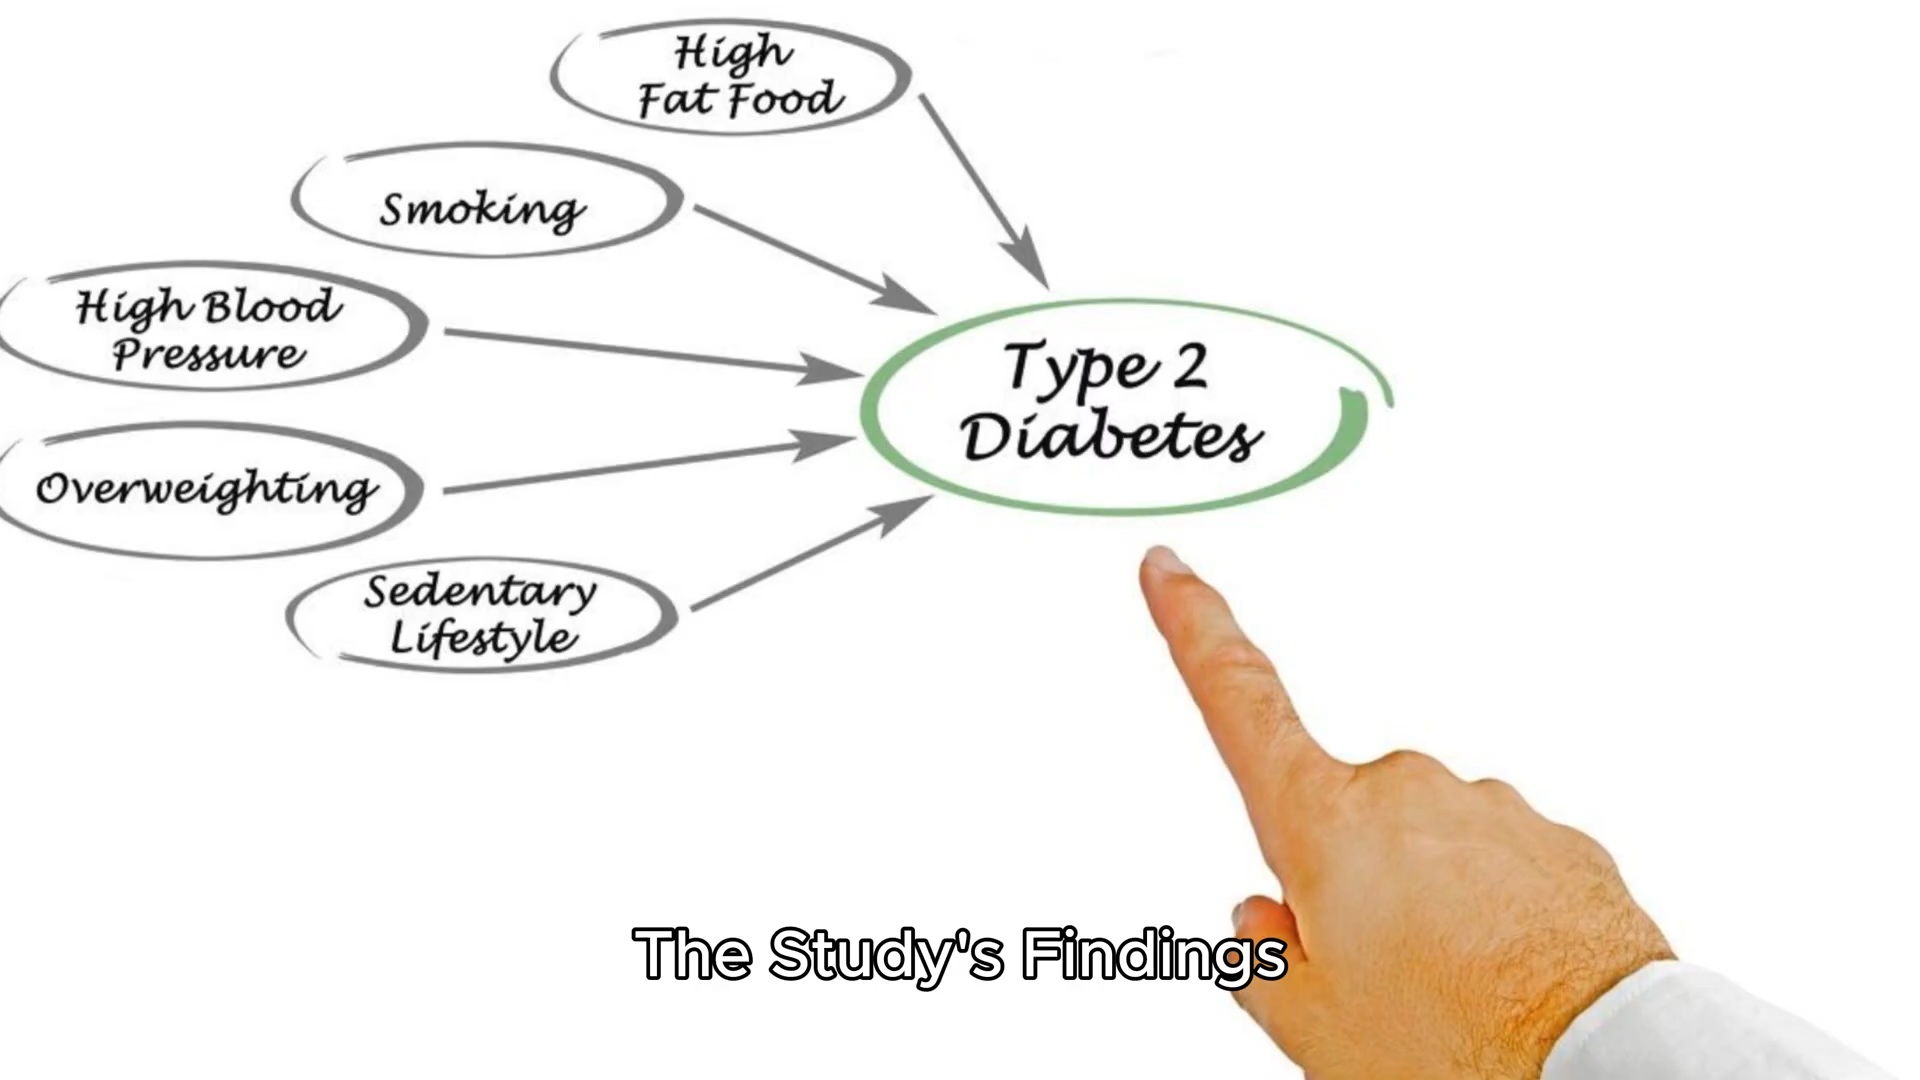 High
Fat Food
Smoking
High Blood
Pressure
Overweighting
Sedentary
Lifestyle
Type 2
Diabetes
The Study's Findings